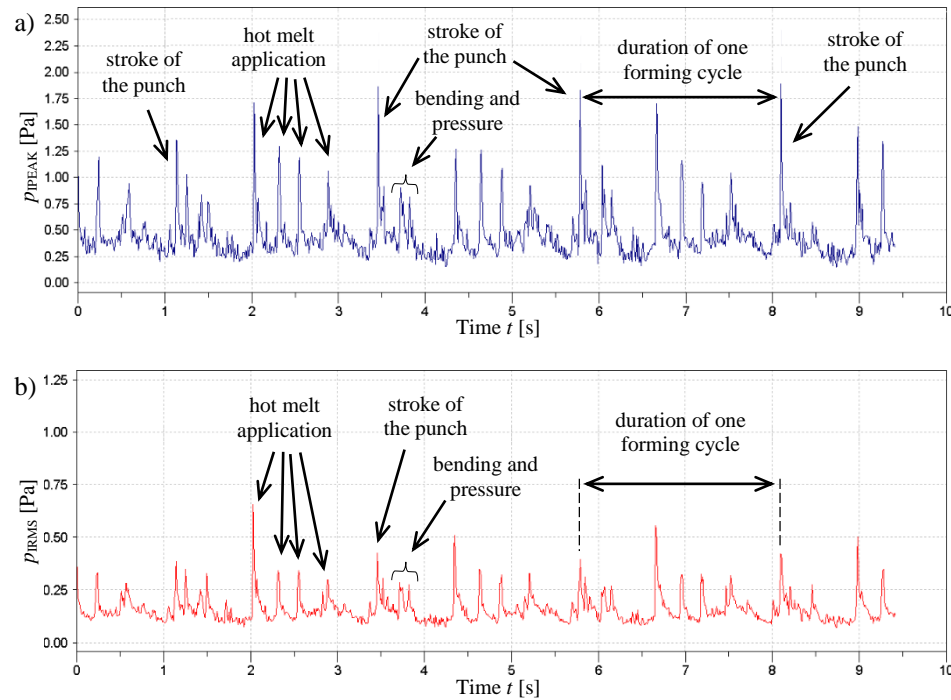 a)
2.50
2.25
2.00
1.75
1.50
1.25
1.00
0.75
0.50
0.25
0.00
pIPEAK [Pa]
stroke of
the punch
hot melt
application
stroke of
the punch
bending and
pressure
duration of one
forming cycle
stroke of
the punch
0 1 2 3 4 5 6 7 8 9 10
Time t [s]
b)
1.25
1.00
0.75
0.50
0.25
0.00
pIRMS [Pa]
hot melt
application
stroke of
the punch
bending and
pressure
duration of one
forming cycle
0 1 2 3 4 5 6 7 8 9 10
Time t [s]